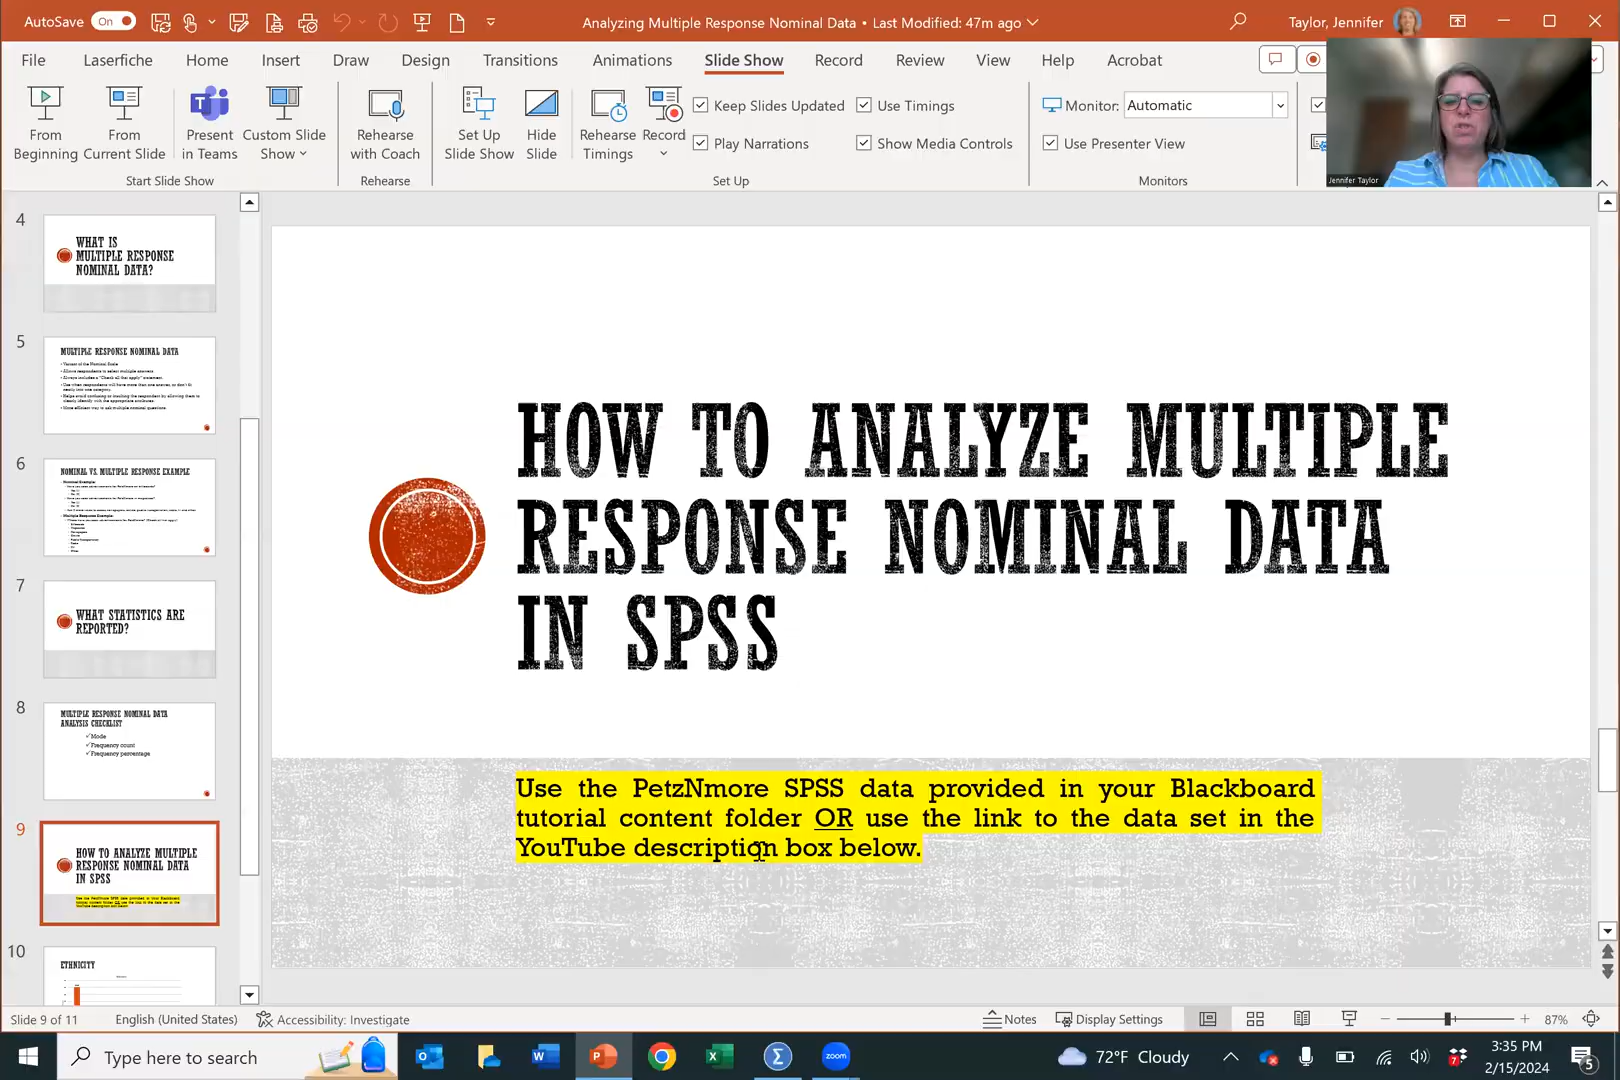 AutoSave On
Analyzing Multiple Response Nominal Data • Last Modified: 47m ago
Taylor, Jennifer
File Laserfiche Home Insert Draw Design Transitions Animations Slide Show Record Review View Help Acrobat
From Beginning
From Current Slide
Present in Teams
Custom Slide Show
Rehearse with Coach
Set Up Slide Show
Hide Slide
Rehearse Timings
Record
Keep Slides Updated
Use Timings
Play Narrations
Show Media Controls
Monitor: Automatic
Use Presenter View
Start Slide Show
Rehearse
Set Up
Monitors
Jennifer Taylor
4
WHAT IS
MULTIPLE RESPONSE
NOMINAL DATA?
5
MULTIPLE RESPONSE NOMINAL DATA
6
NOMINAL VS. MULTIPLE RESPONSE EXAMPLE
7
WHAT STATISTICS ARE
REPORTED?
8
MULTIPLE RESPONSE NOMINAL DATA
ANALYSIS CHECKLIST
✓Mode
✓Frequency count
✓Frequency percentage
9
HOW TO ANALYZE MULTIPLE
RESPONSE NOMINAL DATA
IN SPSS
10
ETHNICITY
HOW TO ANALYZE MULTIPLE
RESPONSE NOMINAL DATA
IN SPSS
Use the PetzNmore SPSS data provided in your Blackboard
tutorial content folder OR use the link to the data set in the
YouTube description box below.
Slide 9 of 11
English (United States)
Accessibility: Investigate
Notes
Display Settings
87%
Type here to search
zoom
72°F Cloudy
7
3:35 PM
2/15/2024
5